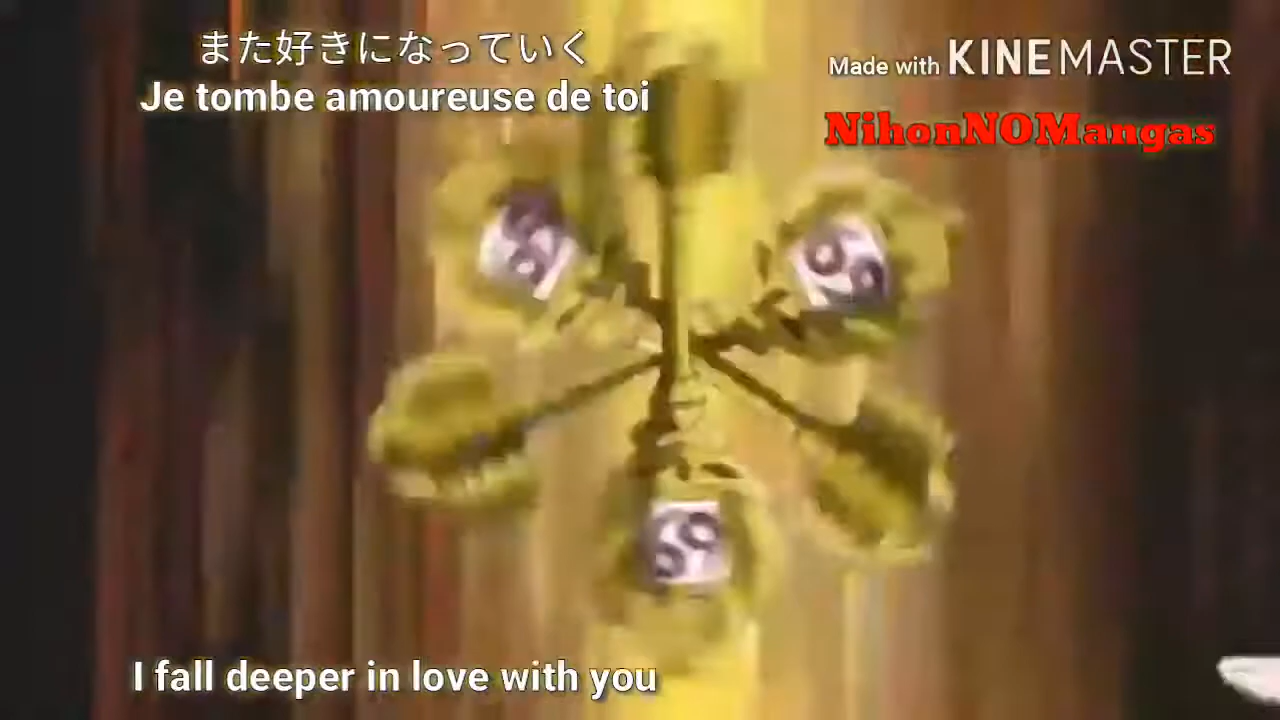 また好きになっていく
Je tombe amoureuse de toi
Made with KINEMASTER
NihonNOMangas
I fall deeper in love with you